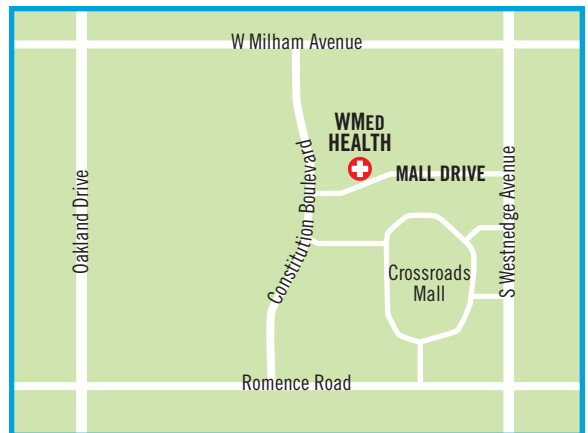 W Milham Avenue
WMED
HEALTH
MALL DRIVE
Constitution Boulevard
Oakland Drive
S Westnedge Avenue
Crossroads
Mall
Romence Road